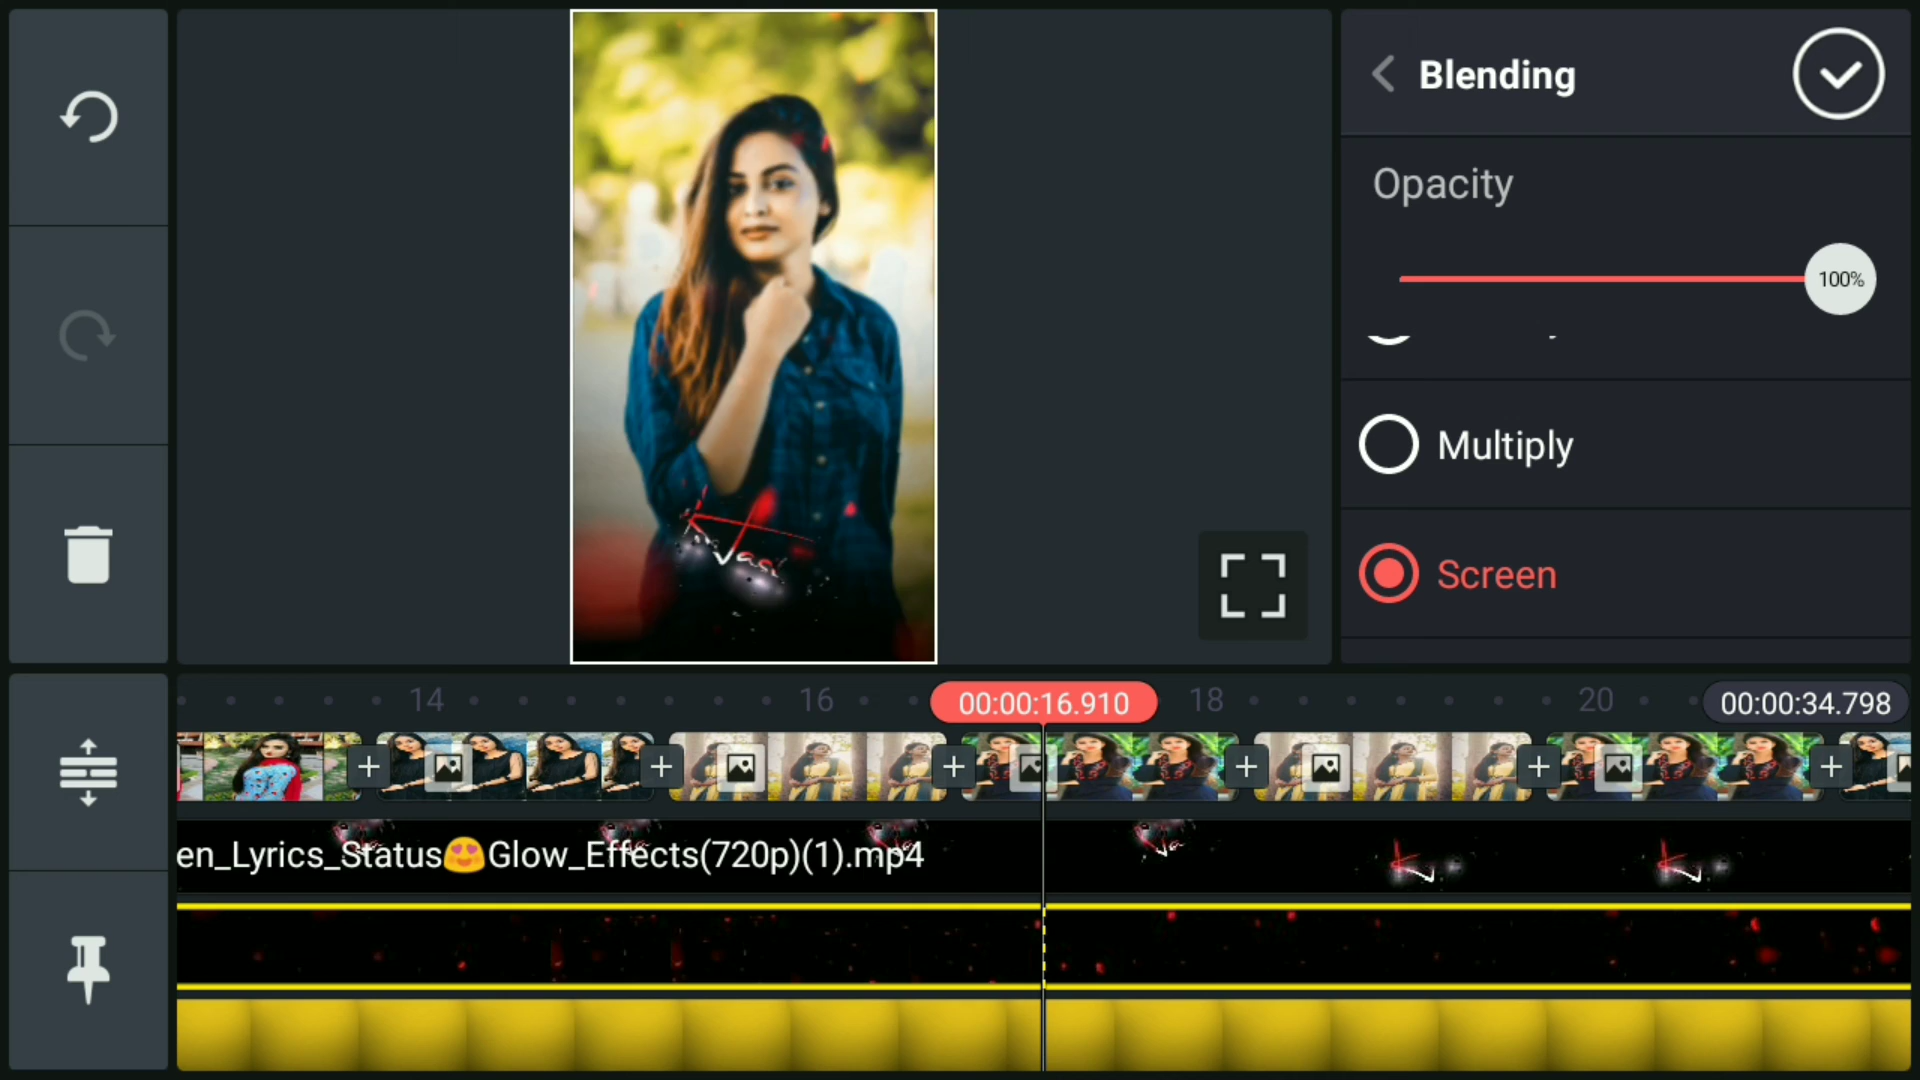 Blending
Opacity
100%
Multiply
Screen
14
16
00:00:16.910
18
20
00:00:34.798
en_Lyrics_Status😍Glow_Effects(720p)(1).mp4